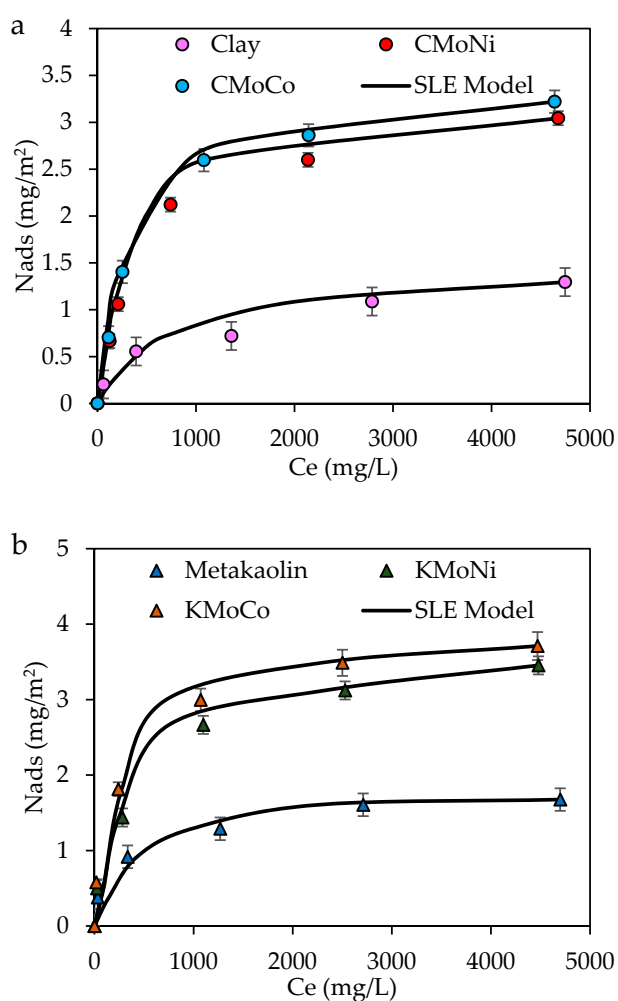 a
4
Clay CMoNi
3.5
CMoCo SLE Model
3
2.5
2
1.5
1
0.5
0
Nads (mg/m²)
0 1000 2000 3000 4000 5000
Ce (mg/L)
b
5
Metakaolin KMoNi
KMoCo SLE Model
4
3
2
1
0
Nads (mg/m²)
0 1000 2000 3000 4000 5000
Ce (mg/L)